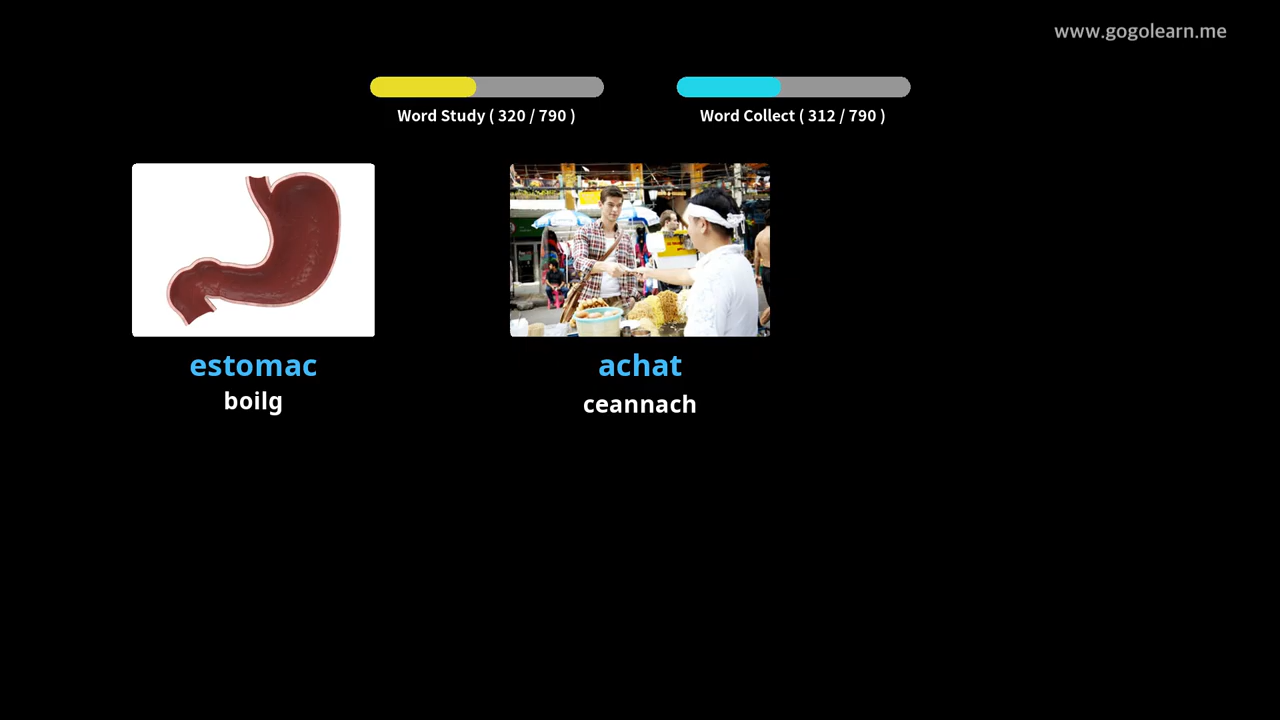 www.gogolearn.me
Word Study ( 320 / 790 )
Word Collect ( 312 / 790 )
estomac
boilg
achat
ceannach